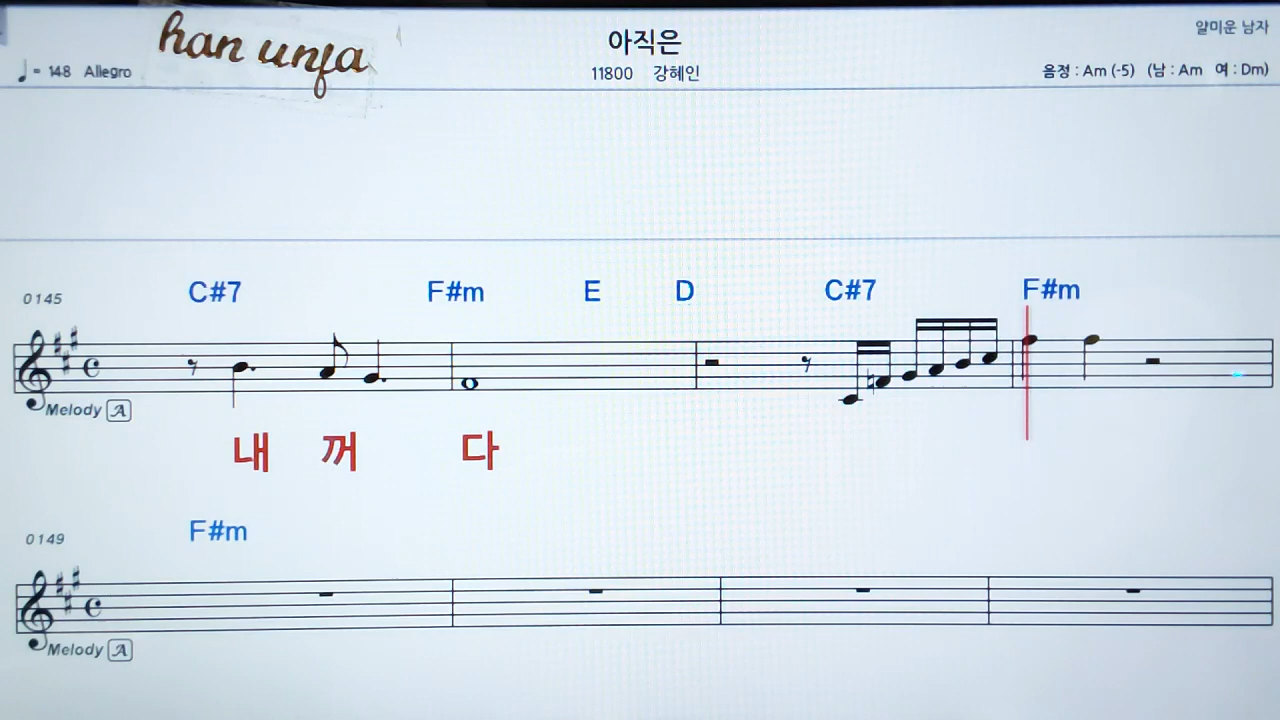 han unja
아직은
얄미운 남자
♩= 148 Allegro
11800 강혜인
음정 : Am (-5) (남 : Am 여 : Dm)
C#7 F#m E D C#7 F#m
0145
Melody A
내 꺼 다
F#m
0149
Melody A